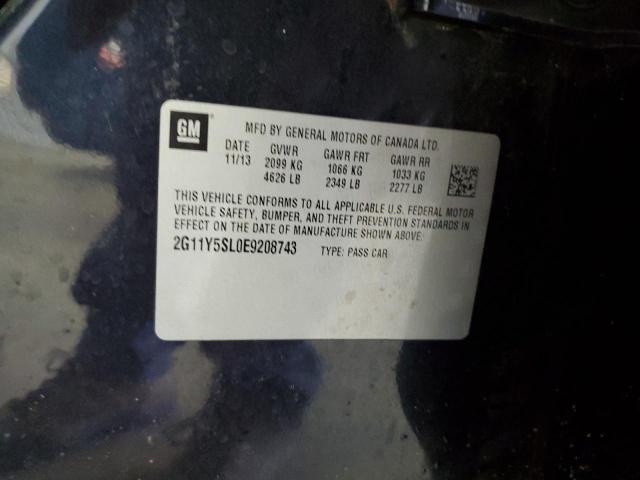 GM
MFD BY GENERAL MOTORS OF CANADA LTD.
DATE GVWR GAWR FRT GAWR RR
11/13 2099 KG 1066 KG 1033 KG
4626 LB 2349 LB 2277 LB
THIS VEHICLE CONFORMS TO ALL APPLICABLE U.S. FEDERAL MOTOR
VEHICLE SAFETY, BUMPER, AND THEFT PREVENTION STANDARDS IN
EFFECT ON THE DATE OF MANUFACTURE SHOWN ABOVE.
2G11Y5SL0E9208743 TYPE: PASS CAR